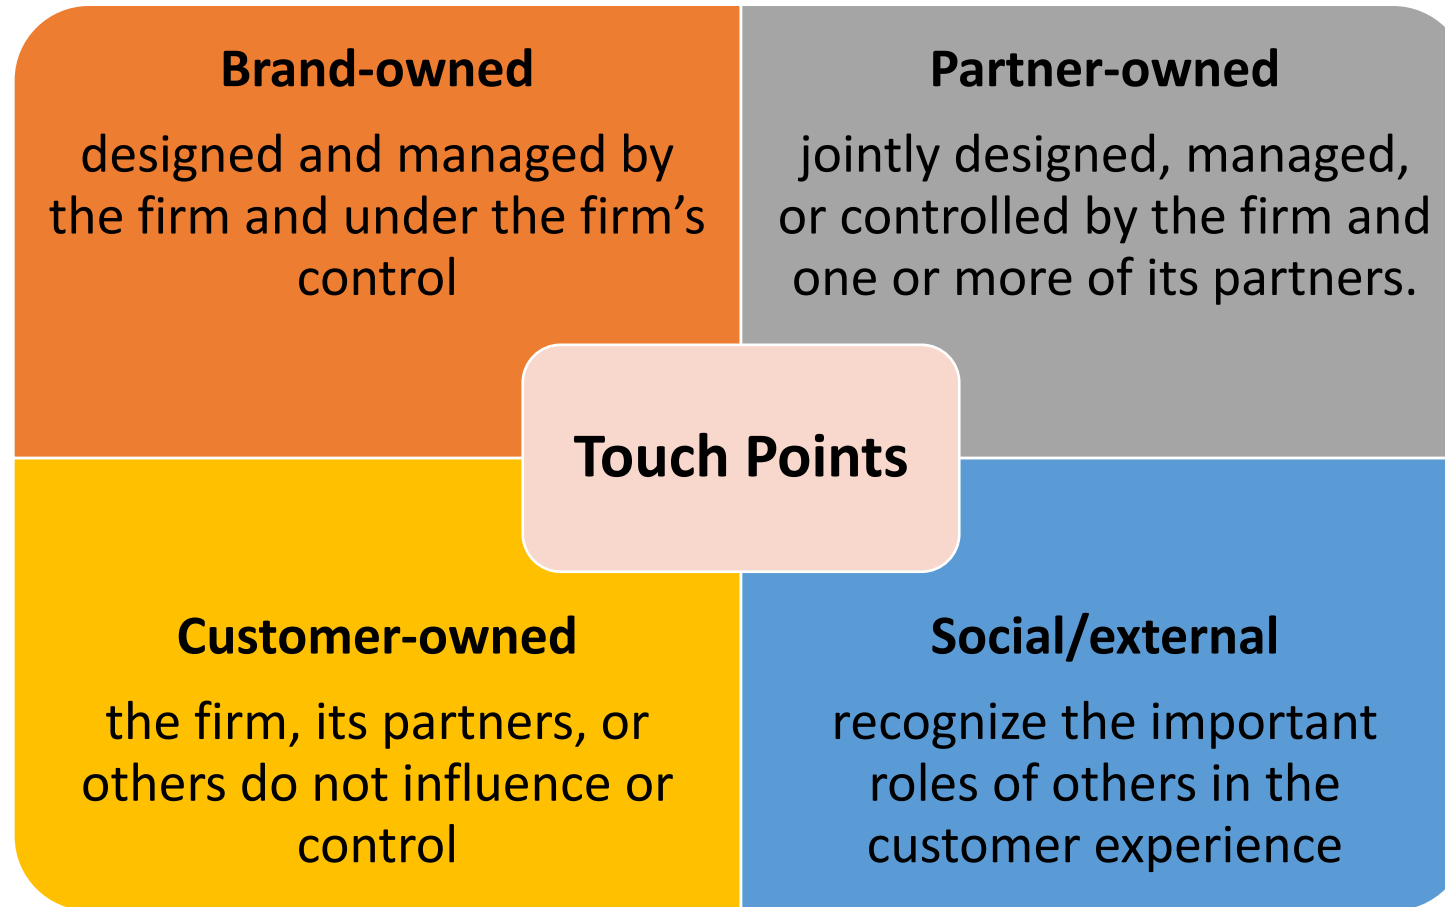 Brand-owned
designed and managed by
the firm and under the firm’s
control
Partner-owned
jointly designed, managed,
or controlled by the firm and
one or more of its partners.
Touch Points
Customer-owned
the firm, its partners, or
others do not influence or
control
Social/external
recognize the important
roles of others in the
customer experience